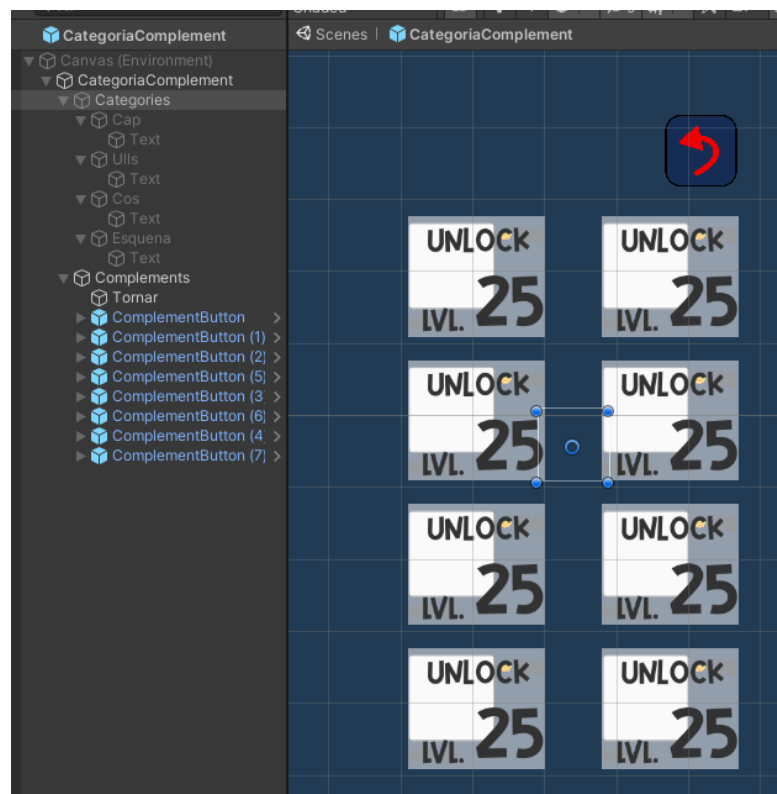 CategoriaComplement
Scenes | CategoriaComplement
Canvas (Environment)
CategoriaComplement
Categories
Cap
Text
Ulls
Text
Cos
Text
Esquena
Text
Complements
Tornar
ComplementButton
ComplementButton (1)
ComplementButton (2)
ComplementButton (5)
ComplementButton (3)
ComplementButton (6)
ComplementButton (4)
ComplementButton (7)
UNLOCK
LVL. 25
UNLOCK
LVL. 25
UNLOCK
LVL. 25
UNLOCK
LVL. 25
UNLOCK
LVL. 25
UNLOCK
LVL. 25
UNLOCK
LVL. 25
UNLOCK
LVL. 25